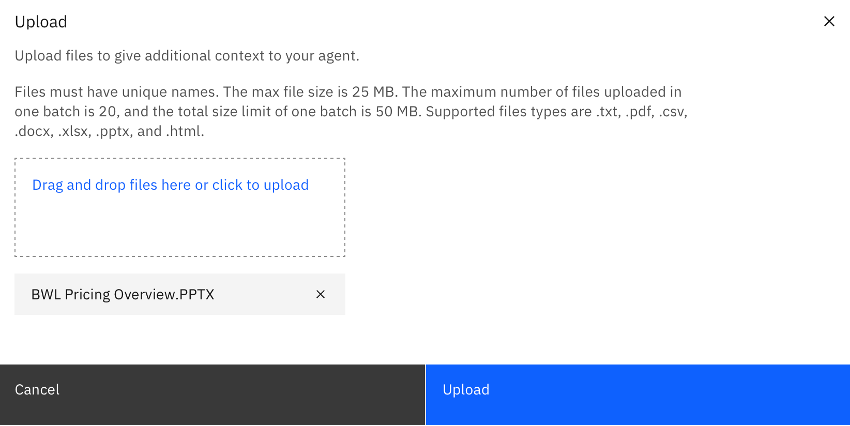 Upload
Upload files to give additional context to your agent.
Files must have unique names. The max file size is 25 MB. The maximum number of files uploaded in
one batch is 20, and the total size limit of one batch is 50 MB. Supported files types are .txt, .pdf, .csv,
.docx, .xlsx, .pptx, and .html.
Drag and drop files here or click to upload
BWL Pricing Overview.PPTX
Cancel
Upload